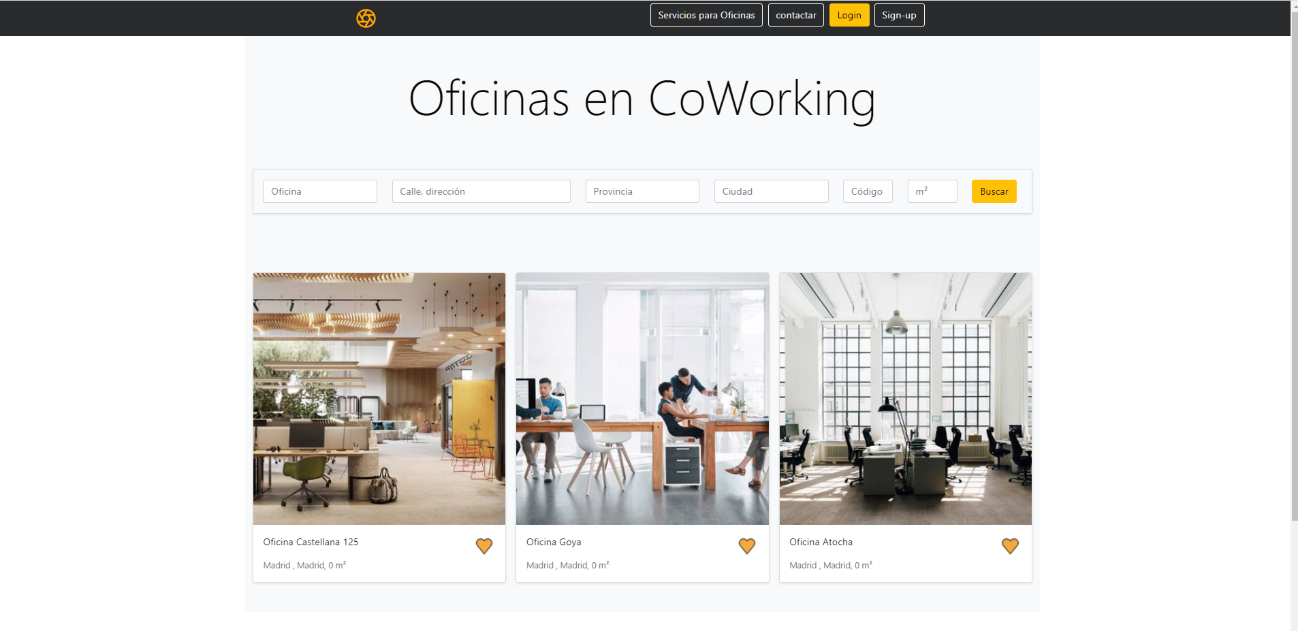 Servicios para Oficinas contactar Login Sign-up
Oficinas en CoWorking
Oficina Calle, dirección Provincia Ciudad Código m² Buscar
Oficina Castellana 125
Madrid , Madrid, 0 m²
Oficina Goya
Madrid , Madrid, 0 m²
Oficina Atocha
Madrid , Madrid, 0 m²